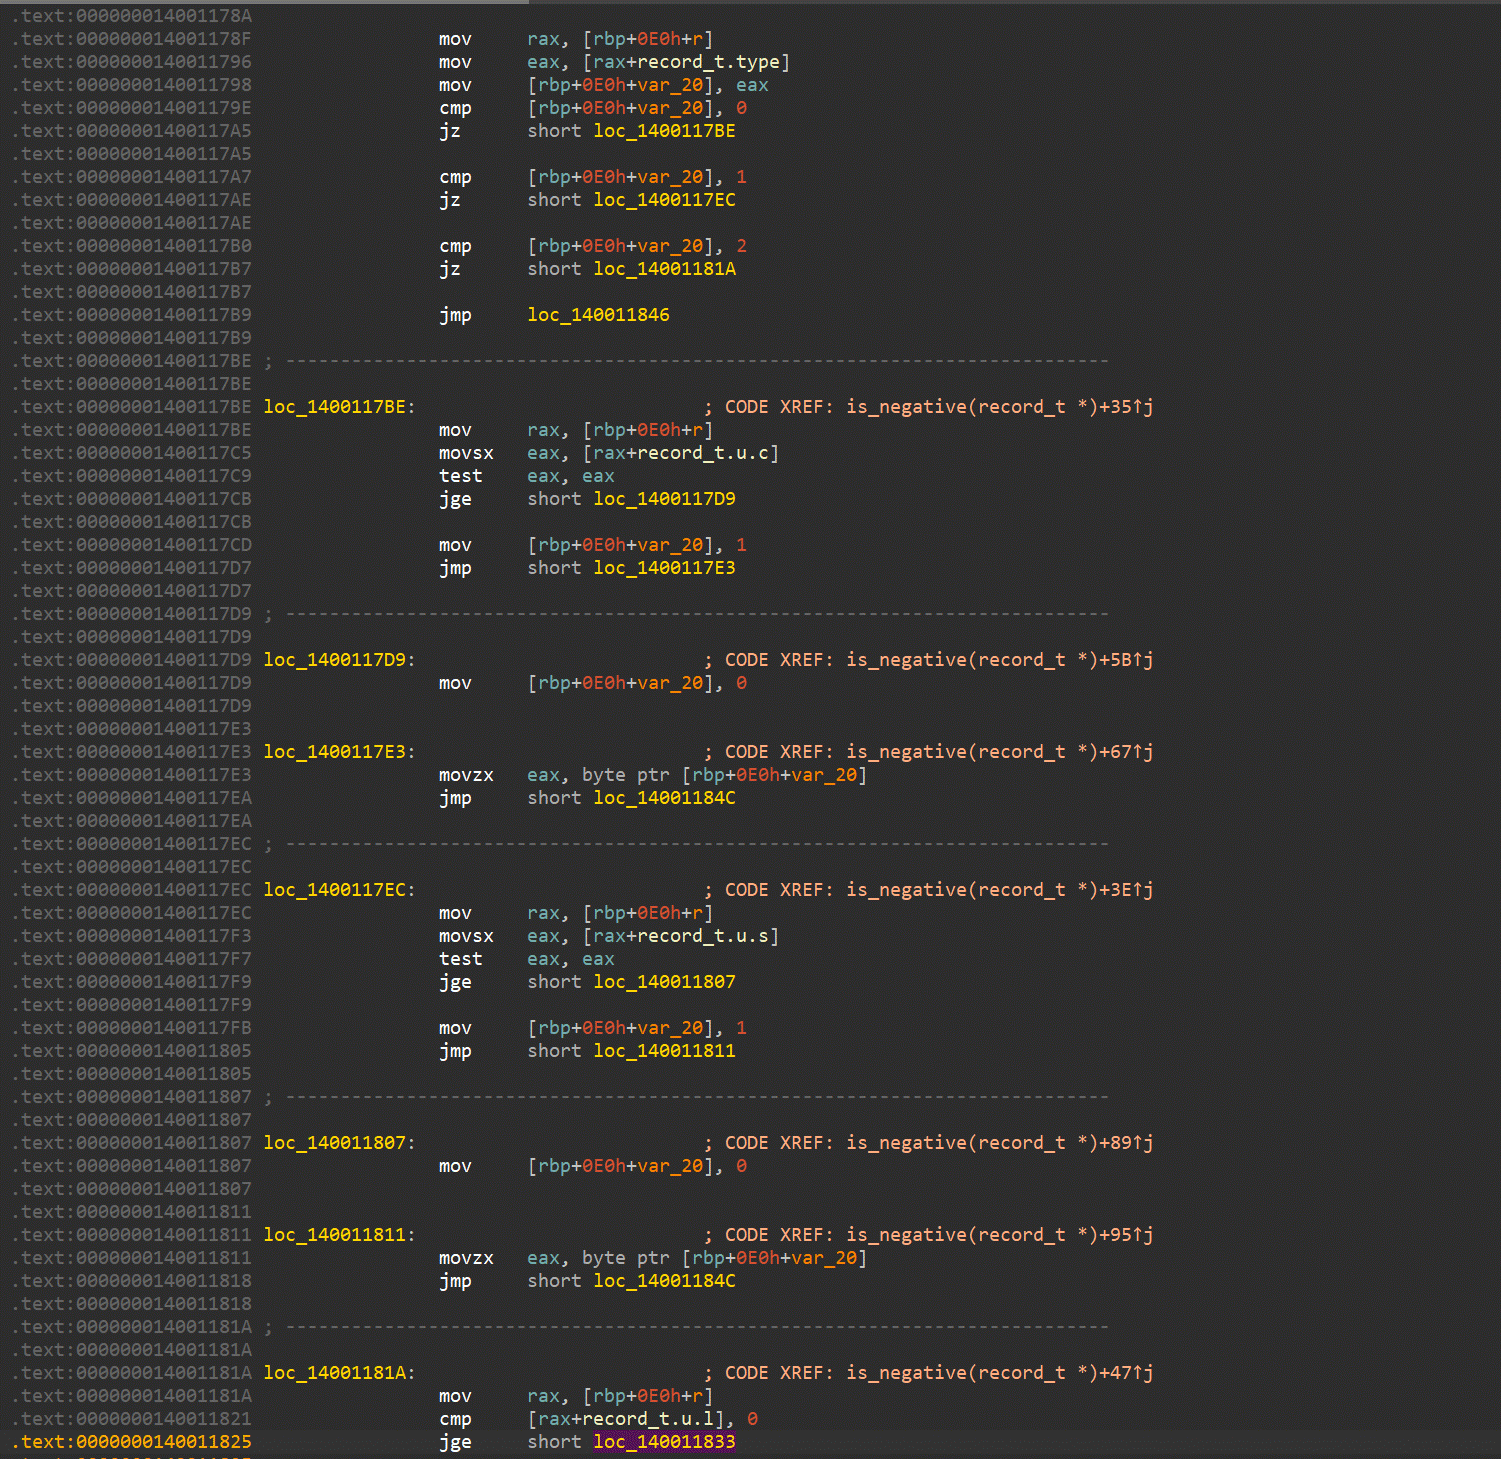 .text:000000014001178A
.text:000000014001178F mov rax, [rbp+0E0h+r]
.text:0000000140011796 mov eax, [rax+record_t.type]
.text:0000000140011798 mov [rbp+0E0h+var_20], eax
.text:000000014001179E cmp [rbp+0E0h+var_20], 0
.text:00000001400117A5 jz short loc_1400117BE
.text:00000001400117A5
.text:00000001400117A7 cmp [rbp+0E0h+var_20], 1
.text:00000001400117AE jz short loc_1400117EC
.text:00000001400117AE
.text:00000001400117B0 cmp [rbp+0E0h+var_20], 2
.text:00000001400117B7 jz short loc_14001181A
.text:00000001400117B7
.text:00000001400117B9 jmp loc_140011846
.text:00000001400117B9
.text:00000001400117BE ; ---------------------------------------------------------------------------
.text:00000001400117BE
.text:00000001400117BE loc_1400117BE: ; CODE XREF: is_negative(record_t *)+35↑j
.text:00000001400117BE mov rax, [rbp+0E0h+r]
.text:00000001400117C5 movsx eax, [rax+record_t.u.c]
.text:00000001400117C9 test eax, eax
.text:00000001400117CB jge short loc_1400117D9
.text:00000001400117CB
.text:00000001400117CD mov [rbp+0E0h+var_20], 1
.text:00000001400117D7 jmp short loc_1400117E3
.text:00000001400117D7
.text:00000001400117D9 ; ---------------------------------------------------------------------------
.text:00000001400117D9
.text:00000001400117D9 loc_1400117D9: ; CODE XREF: is_negative(record_t *)+5B↑j
.text:00000001400117D9 mov [rbp+0E0h+var_20], 0
.text:00000001400117D9
.text:00000001400117E3
.text:00000001400117E3 loc_1400117E3: ; CODE XREF: is_negative(record_t *)+67↑j
.text:00000001400117E3 movzx eax, byte ptr [rbp+0E0h+var_20]
.text:00000001400117EA jmp short loc_14001184C
.text:00000001400117EA
.text:00000001400117EC ; ---------------------------------------------------------------------------
.text:00000001400117EC
.text:00000001400117EC loc_1400117EC: ; CODE XREF: is_negative(record_t *)+3E↑j
.text:00000001400117EC mov rax, [rbp+0E0h+r]
.text:00000001400117F3 movsx eax, [rax+record_t.u.s]
.text:00000001400117F7 test eax, eax
.text:00000001400117F9 jge short loc_140011807
.text:00000001400117F9
.text:00000001400117FB mov [rbp+0E0h+var_20], 1
.text:0000000140011805 jmp short loc_140011811
.text:0000000140011805
.text:0000000140011807 ; ---------------------------------------------------------------------------
.text:0000000140011807
.text:0000000140011807 loc_140011807: ; CODE XREF: is_negative(record_t *)+89↑j
.text:0000000140011807 mov [rbp+0E0h+var_20], 0
.text:0000000140011807
.text:0000000140011811
.text:0000000140011811 loc_140011811: ; CODE XREF: is_negative(record_t *)+95↑j
.text:0000000140011811 movzx eax, byte ptr [rbp+0E0h+var_20]
.text:0000000140011818 jmp short loc_14001184C
.text:0000000140011818
.text:000000014001181A ; ---------------------------------------------------------------------------
.text:000000014001181A
.text:000000014001181A loc_14001181A: ; CODE XREF: is_negative(record_t *)+47↑j
.text:000000014001181A mov rax, [rbp+0E0h+r]
.text:0000000140011821 cmp [rax+record_t.u.l], 0
.text:0000000140011825 jge short loc_140011833